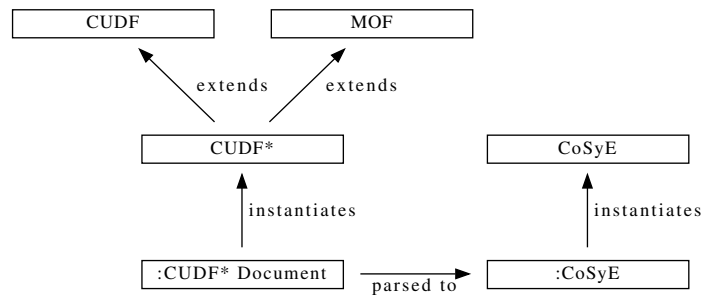 CUDF
MOF
extends
extends
CUDF*
CoSyE
instantiates
instantiates
:CUDF* Document
:CoSyE
parsed to